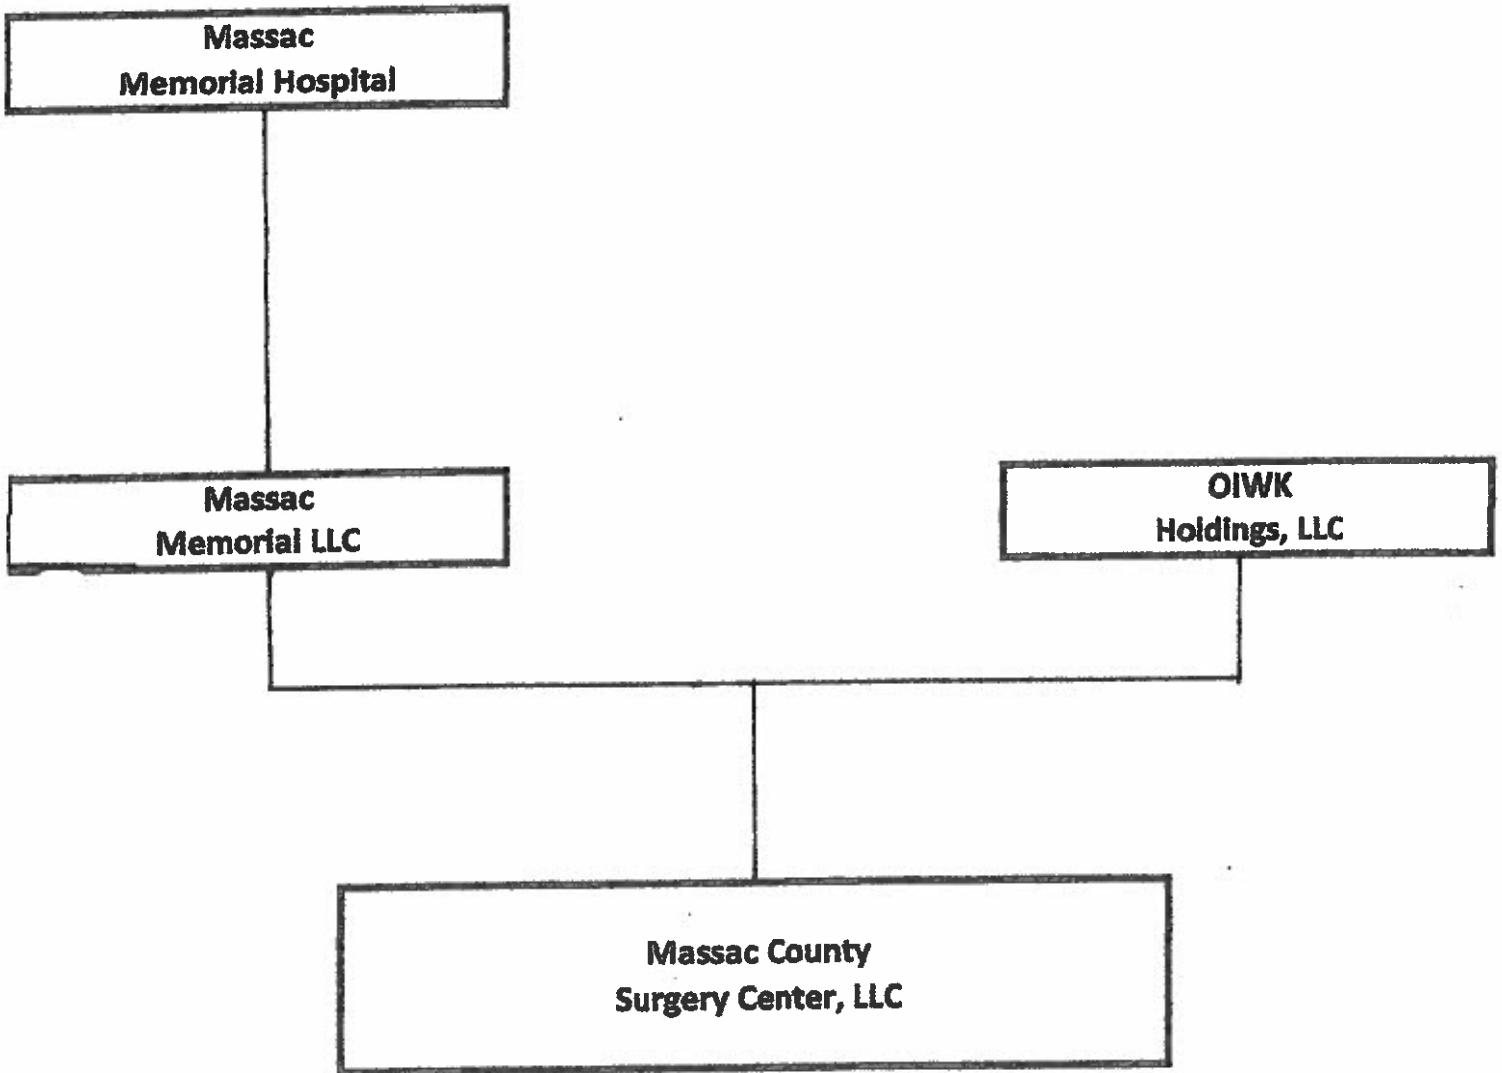 Massac
Memorial Hospital
Massac
Memorial LLC
OIWK
Holdings, LLC
Massac County
Surgery Center, LLC